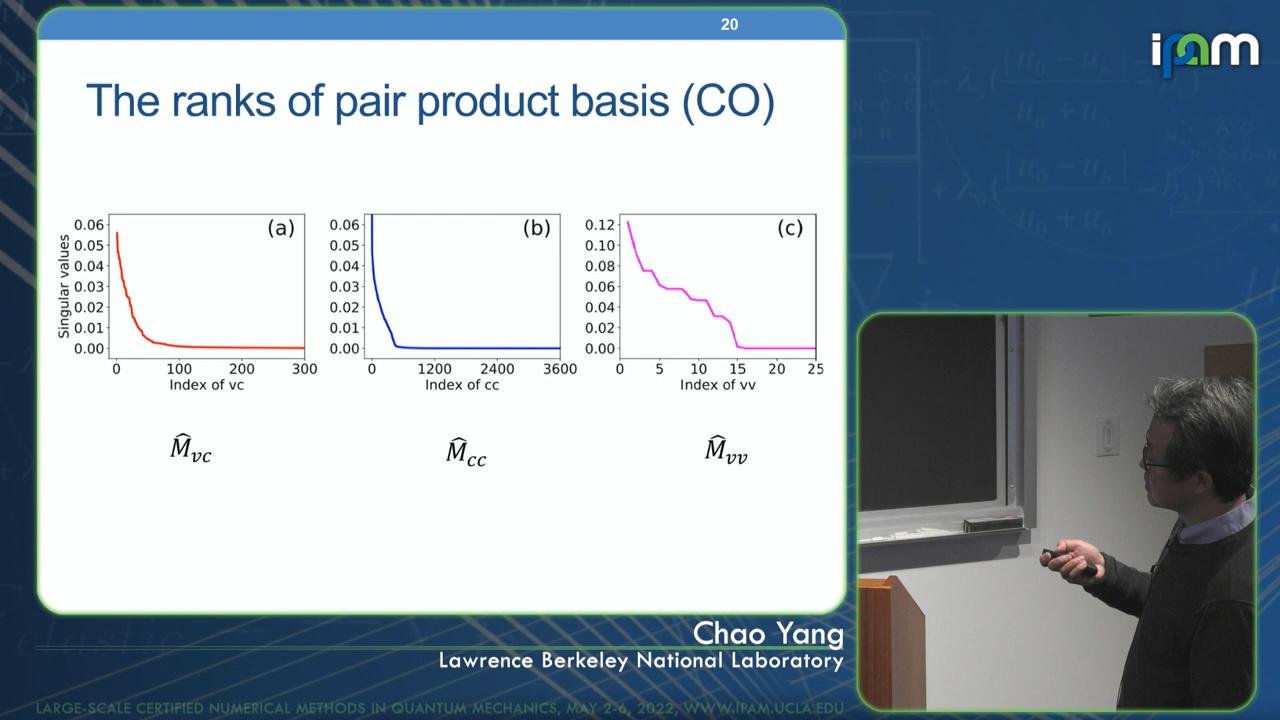 20
ipam
The ranks of pair product basis (CO)
Singular values
0.06
0.05
0.04
0.03
0.02
0.01
0.00
(a)
0 100 200 300
Index of vc
0.06
0.05
0.04
0.03
0.02
0.01
0.00
(b)
0 1200 2400 3600
Index of cc
0.12
0.10
0.08
0.06
0.04
0.02
0.00
(c)
0 5 10 15 20 25
Index of vv
M̂vc
M̂cc
M̂vv
Chao Yang
Lawrence Berkeley National Laboratory
LARGE-SCALE CERTIFIED NUMERICAL METHODS IN QUANTUM MECHANICS, MAY 2-6, 2022, WWW.IPAM.UCLA.EDU